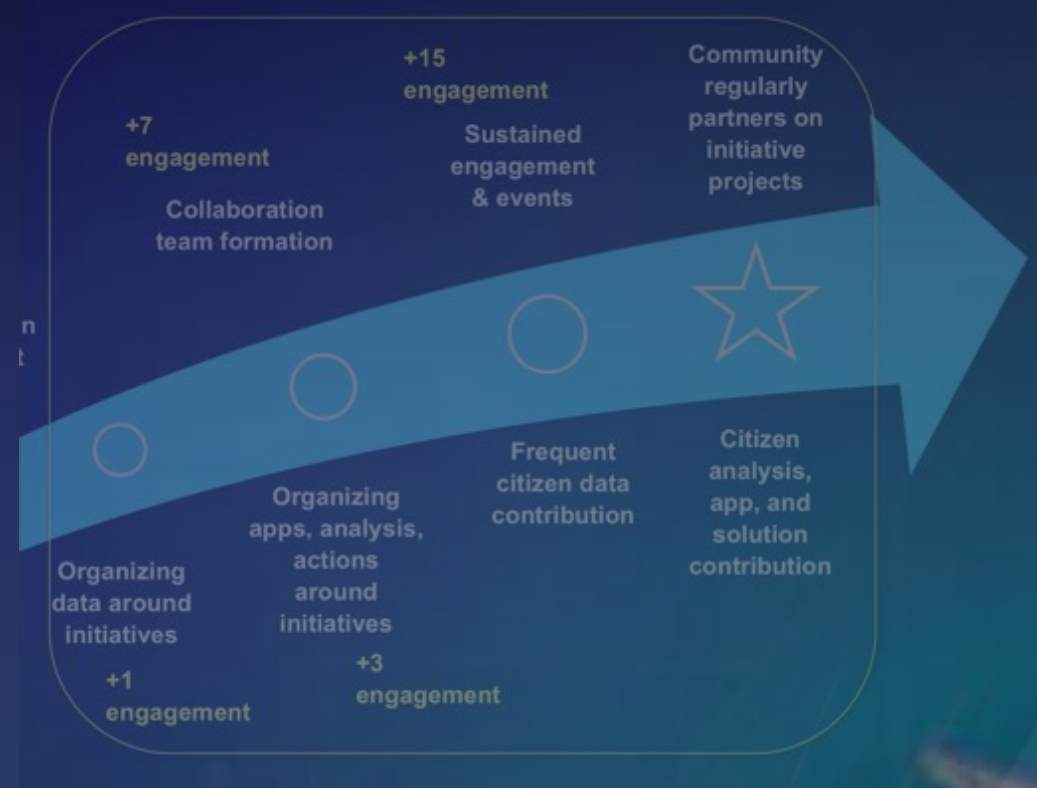 +15
engagement
Community
regularly
partners on
initiative
projects
+7
engagement
Sustained
engagement
& events
Collaboration
team formation
n
t
Frequent
citizen data
contribution
Citizen
analysis,
app, and
solution
contribution
Organizing
apps, analysis,
actions
around
initiatives
Organizing
data around
initiatives
+3
engagement
+1
engagement